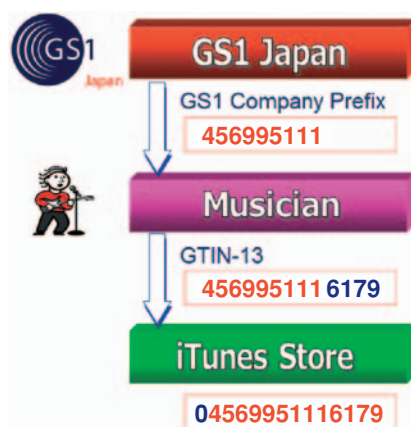 GS1
Japan
GS1 Japan
GS1 Company Prefix
456995111
Musician
GTIN-13
456995111 6179
iTunes Store
04569951116179